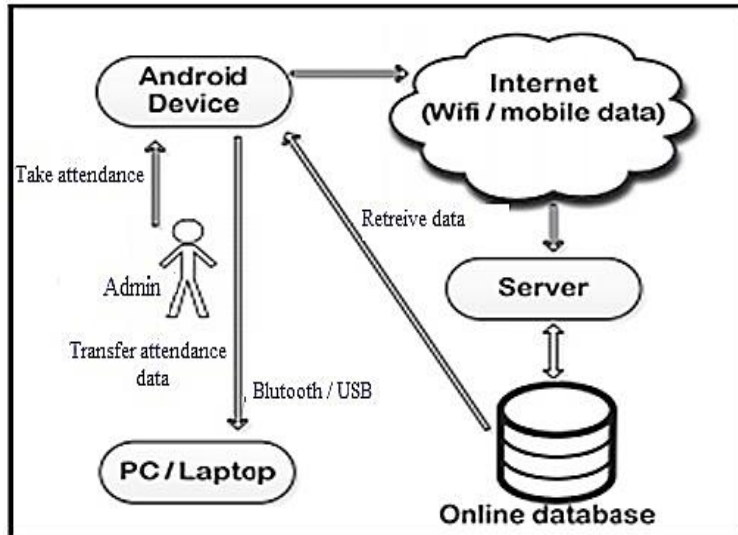 Android
Device
Internet
(Wifi / mobile data)
Take attendance
Retreive data
Admin
Server
Transfer attendance
data
Blutooth / USB
PC / Laptop
Online database